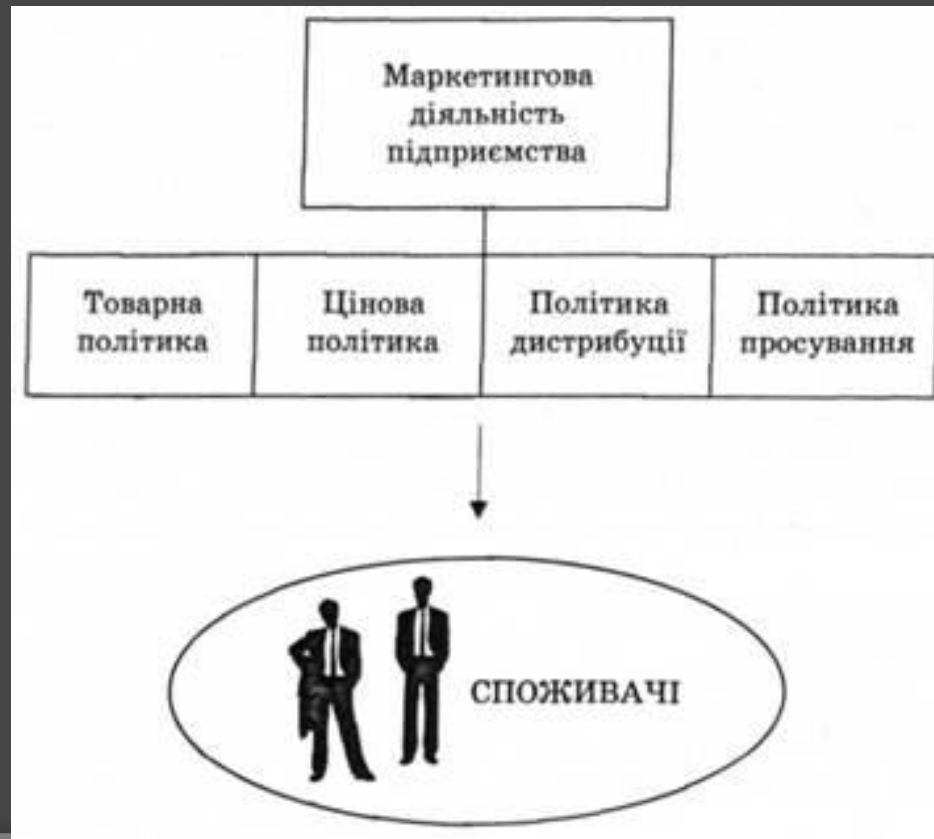 Маркетингова
діяльність
підприємства
Товарна
політика
Цінова
політика
Політика
дистрибуції
Політика
просування
СПОЖИВАЧІ